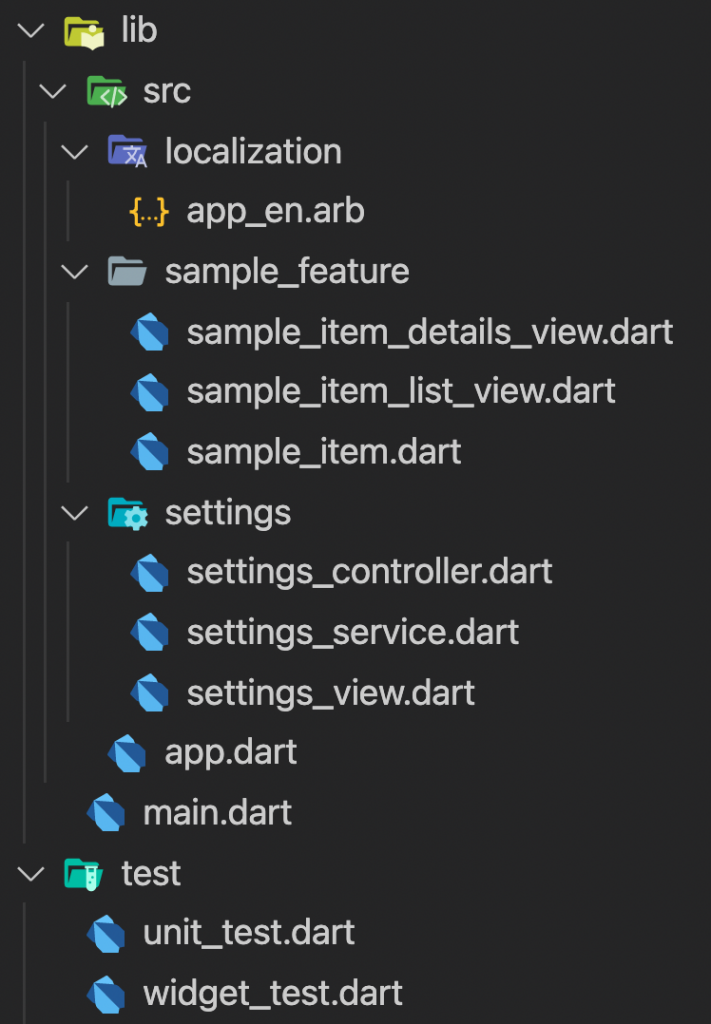 lib
src
localization
{...} app_en.arb
sample_feature
sample_item_details_view.dart
sample_item_list_view.dart
sample_item.dart
settings
settings_controller.dart
settings_service.dart
settings_view.dart
app.dart
main.dart
test
unit_test.dart
widget_test.dart